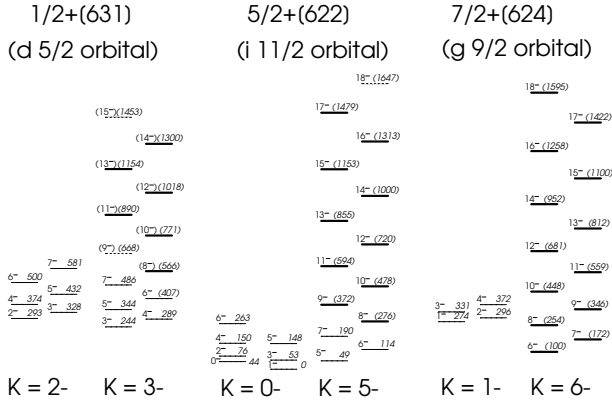 1/2+(631) 5/2+(622) 7/2+(624)
(d 5/2 orbital) (i 11/2 orbital) (g 9/2 orbital)
18⁻ (1647)
18⁻ (1595)
(15⁻)(1453) 17⁻ (1479) 17⁻ (1422)
(14⁻)(1300) 16⁻ (1313) 16⁻ (1258)
(13⁻)(1154) 15⁻ (1153) 15⁻ (1100)
(12⁻)(1018) 14⁻ (1000) 14⁻ (952)
(11⁻)(890) 13⁻ (855) 13⁻ (812)
(10⁻)(771) 12⁻ (720) 12⁻ (681)
(9⁻)(668) 11⁻ (594) 11⁻ (559)
7⁻ 581 (8⁻)(566)
6⁻ 500 7⁻ 486 10⁻ (478) 10⁻ (448)
5⁻ 432 6⁻ (407)
4⁻ 374 5⁻ 344 9⁻ (372) 3⁻ 331 4⁻ 372 9⁻ (346)
2⁻ 293 3⁻ 328 3⁻ 244 4⁻ 289 6⁻ 263 8⁻ (276) 1⁻ 274 2⁻ 296 8⁻ (254)
4⁻ 150 5⁻ 148 7⁻ 190 7⁻ (172)
2⁻ 76 3⁻ 53 6⁻ 114 6⁻ (100)
0⁻ 44 1⁻ 0 5⁻ 49
K = 2- K = 3- K = 0- K = 5- K = 1- K = 6-